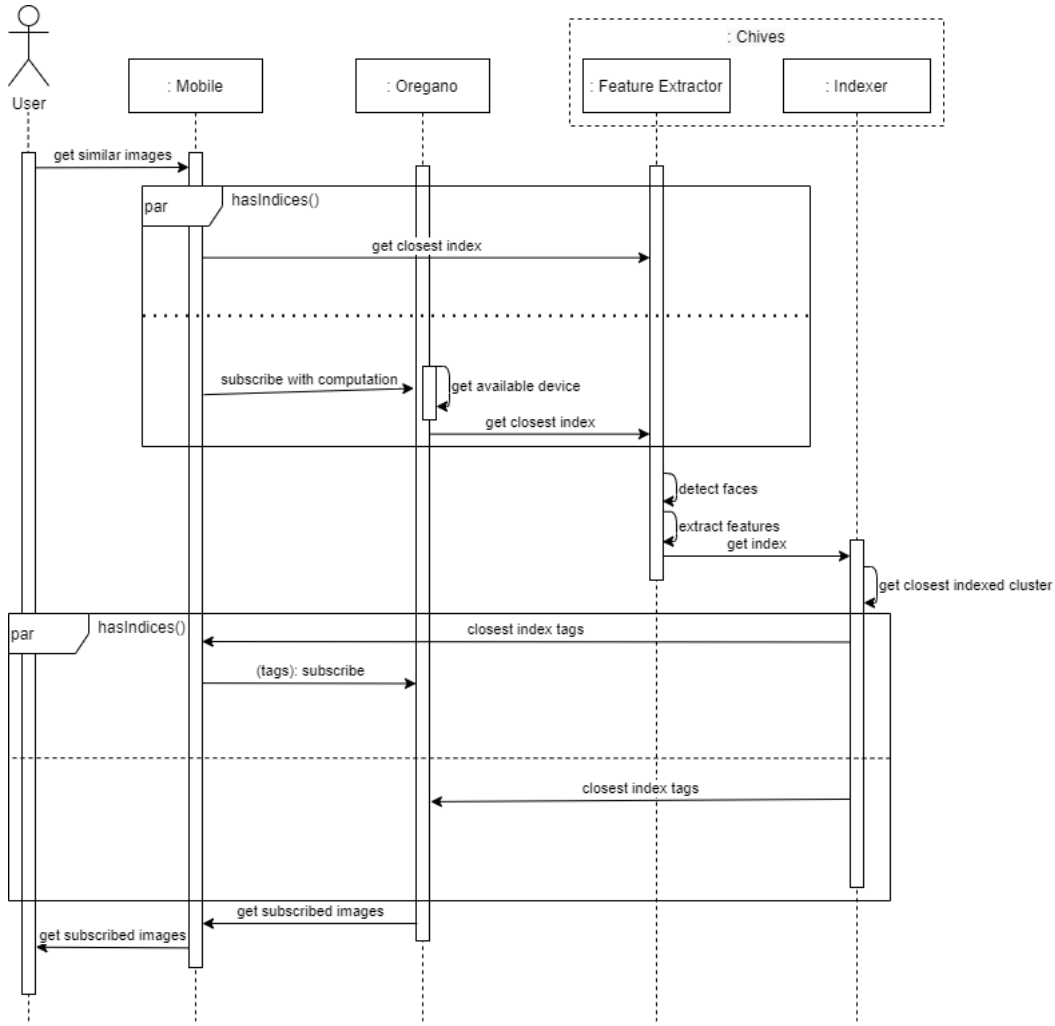 : Chives
: Mobile
: Oregano
: Feature Extractor
: Indexer
User
get similar images
par
hasIndices()
get closest index
subscribe with computation
get available device
get closest index
detect faces
extract features
get index
get closest indexed cluster
par
hasIndices()
closest index tags
(tags): subscribe
closest index tags
get subscribed images
get subscribed images